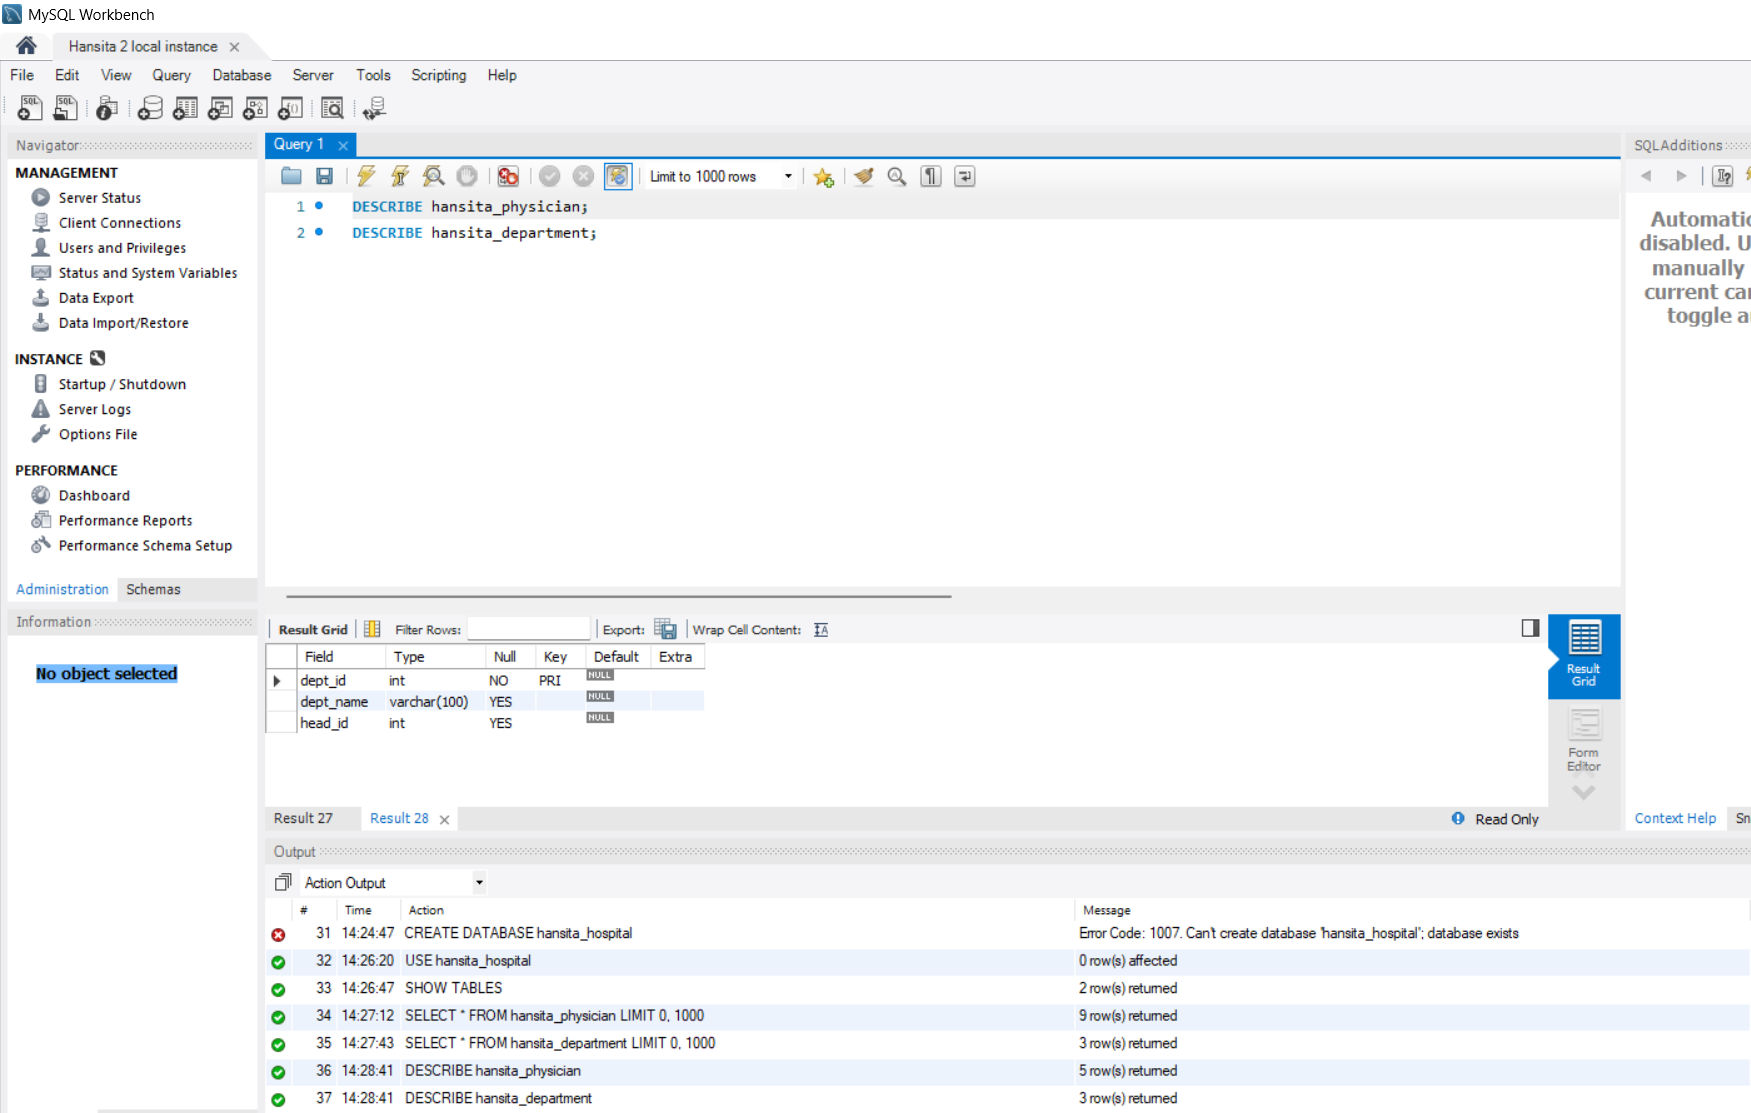 MySQL Workbench
Hansita 2 local instance
File Edit View Query Database Server Tools Scripting Help
Navigator
MANAGEMENT
Server Status
Client Connections
Users and Privileges
Status and System Variables
Data Export
Data Import/Restore
INSTANCE
Startup / Shutdown
Server Logs
Options File
PERFORMANCE
Dashboard
Performance Reports
Performance Schema Setup
Administration Schemas
Information
No object selected
Query 1
Limit to 1000 rows
1 DESCRIBE hansita_physician;
2 DESCRIBE hansita_department;
Result Grid Filter Rows: Export: Wrap Cell Content:
Field Type Null Key Default Extra
dept_id int NO PRI NULL
dept_name varchar(100) YES NULL
head_id int YES NULL
Result
Grid
Form
Editor
Result 27 Result 28 Read Only
SQLAdditions
Automatic
disabled. U
manually
current car
toggle a
Context Help Sn
Output
Action Output
# Time Action Message
31 14:24:47 CREATE DATABASE hansita_hospital Error Code: 1007. Can't create database 'hansita_hospital'; database exists
32 14:26:20 USE hansita_hospital 0 row(s) affected
33 14:26:47 SHOW TABLES 2 row(s) returned
34 14:27:12 SELECT * FROM hansita_physician LIMIT 0, 1000 9 row(s) returned
35 14:27:43 SELECT * FROM hansita_department LIMIT 0, 1000 3 row(s) returned
36 14:28:41 DESCRIBE hansita_physician 5 row(s) returned
37 14:28:41 DESCRIBE hansita_department 3 row(s) returned